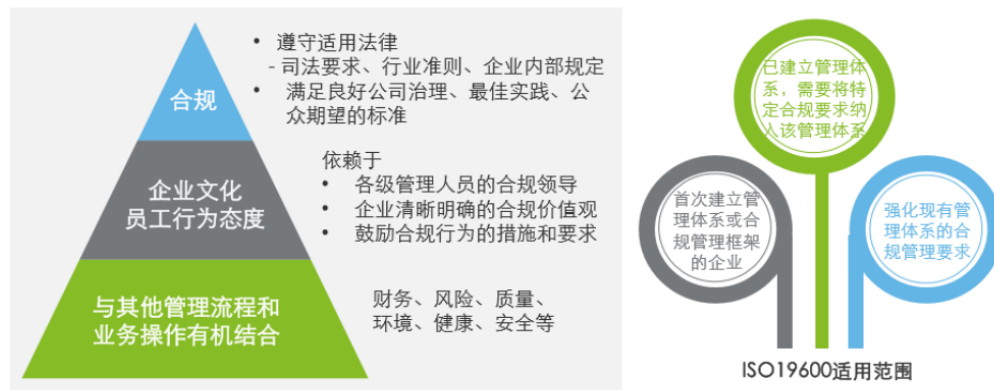 合规
• 遵守适用法律
- 司法要求、行业准则、企业内部规定
• 满足良好公司治理、最佳实践、公
众期望的标准
企业文化
员工行为态度
依赖于
• 各级管理人员的合规领导
• 企业清晰明确的合规价值观
• 鼓励合规行为的措施和要求
与其他管理流程和
业务操作有机结合
财务、风险、质量、
环境、健康、安全等
已建立管理体
系，需要将特
定合规要求纳
入该管理体系
首次建立管
理体系或合
规管理框架
的企业
强化现有管
理体系的合
规管理要求
ISO19600适用范围